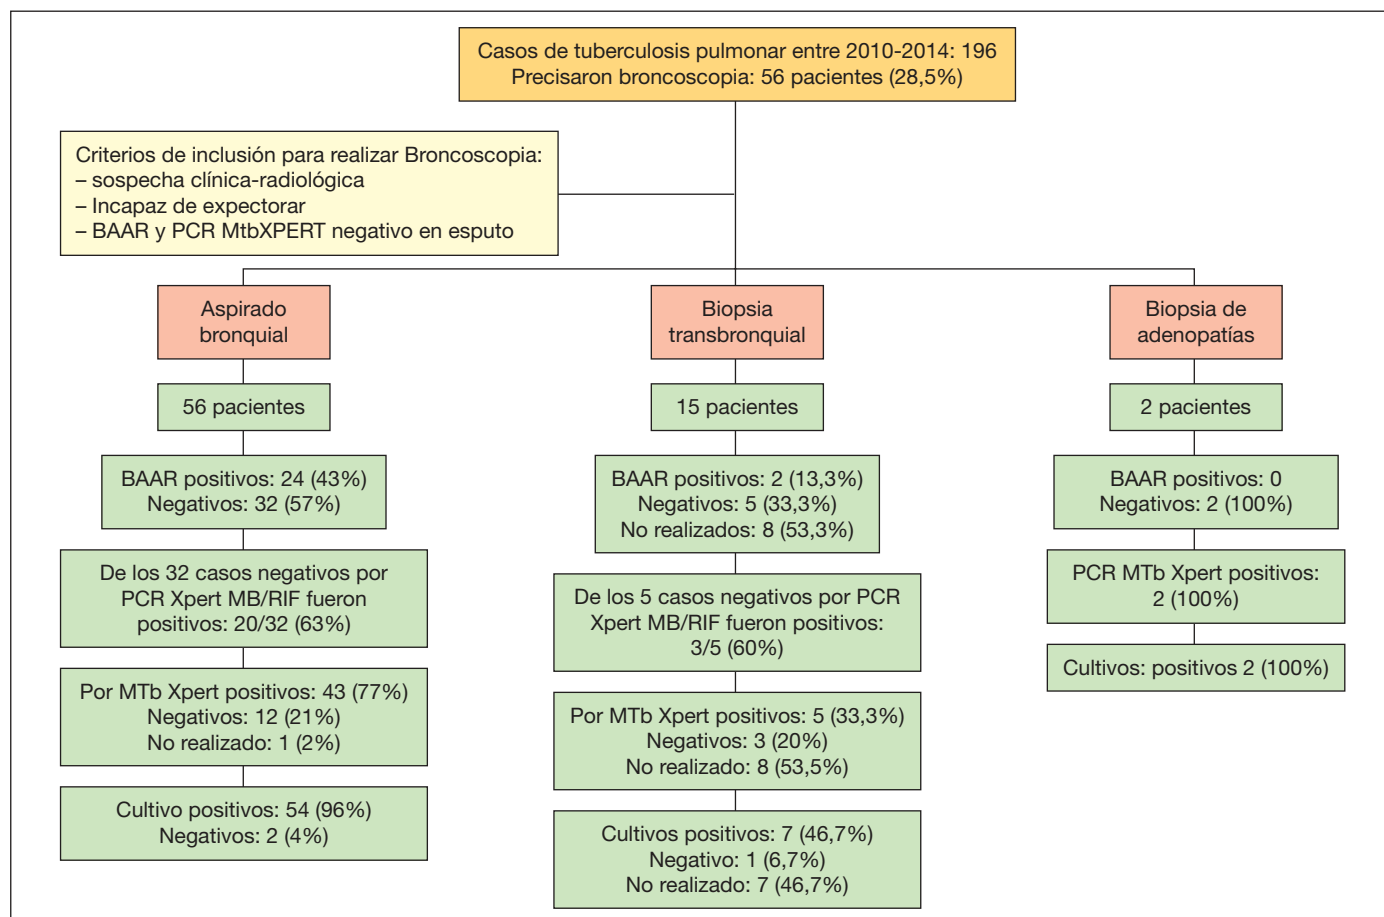 Casos de tuberculosis pulmonar entre 2010-2014: 196
Precisaron broncoscopia: 56 pacientes (28,5%)
Criterios de inclusión para realizar Broncoscopia:
– sospecha clínica-radiológica
– Incapaz de expectorar
– BAAR y PCR MtbXPERT negativo en esputo
Aspirado
bronquial
56 pacientes
BAAR positivos: 24 (43%)
Negativos: 32 (57%)
De los 32 casos negativos por
PCR Xpert MB/RIF fueron
positivos: 20/32 (63%)
Por MTb Xpert positivos: 43 (77%)
Negativos: 12 (21%)
No realizado: 1 (2%)
Cultivo positivos: 54 (96%)
Negativos: 2 (4%)
Biopsia
transbronquial
15 pacientes
BAAR positivos: 2 (13,3%)
Negativos: 5 (33,3%)
No realizados: 8 (53,3%)
De los 5 casos negativos por PCR
Xpert MB/RIF fueron positivos:
3/5 (60%)
Por MTb Xpert positivos: 5 (33,3%)
Negativos: 3 (20%)
No realizado: 8 (53,5%)
Cultivos positivos: 7 (46,7%)
Negativo: 1 (6,7%)
No realizado: 7 (46,7%)
Biopsia de
adenopatías
2 pacientes
BAAR positivos: 0
Negativos: 2 (100%)
PCR MTb Xpert positivos:
2 (100%)
Cultivos: positivos 2 (100%)